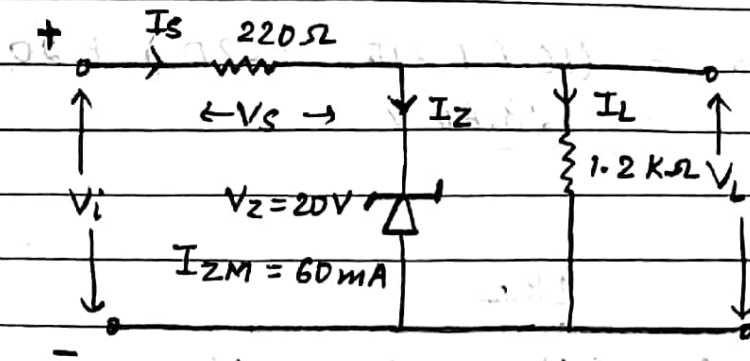 + IS 220Ω
←VS→ IZ IL
1.2 KΩ VL
Vi VZ=20V
IZM = 60mA
-